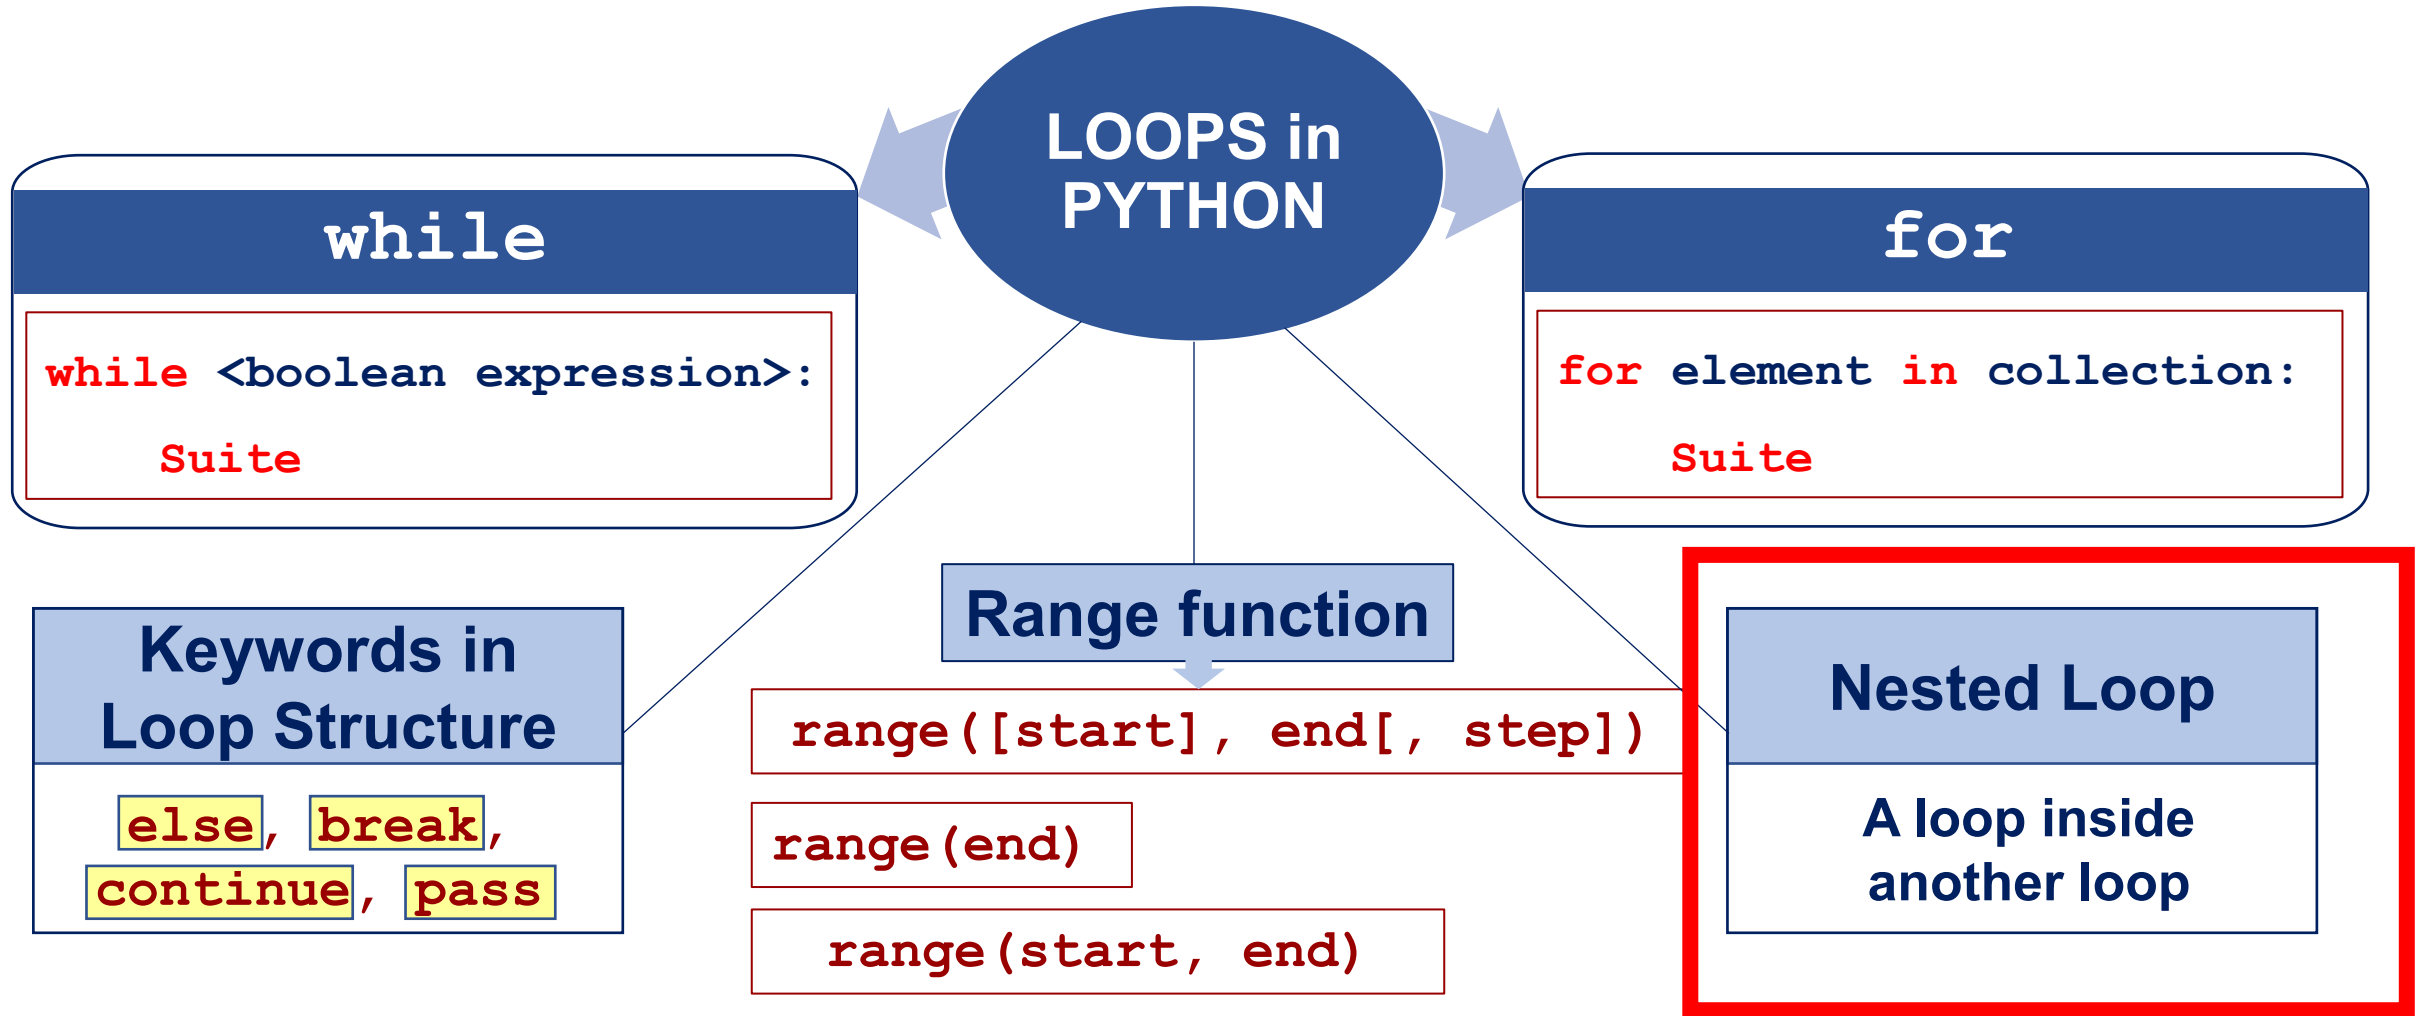 LOOPS in
PYTHON
while
while <boolean expression>:
Suite
for
for element in collection:
Suite
Keywords in
Loop Structure
else, break,
continue, pass
Range function
range([start], end[, step])
range(end)
range(start, end)
Nested Loop
A loop inside
another loop